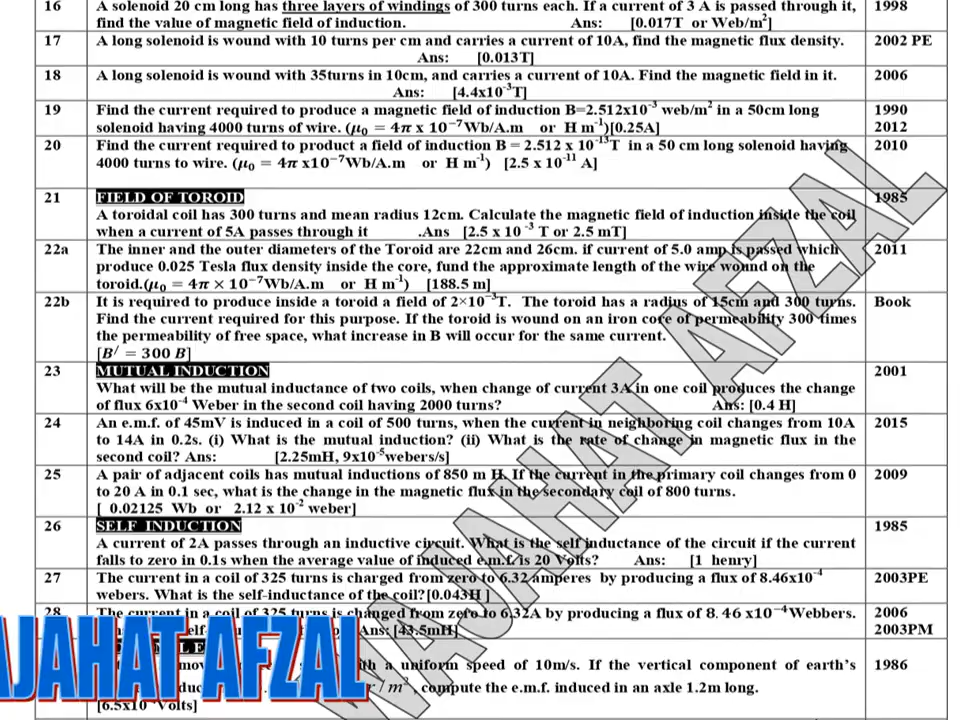 16 A solenoid 20 cm long has three layers of windings of 300 turns each. If a current of 3 A is passed through it, 1998
find the value of magnetic field of induction. Ans: [0.017T or Web/m²]
17 A long solenoid is wound with 10 turns per cm and carries a current of 10A, find the magnetic flux density. 2002 PE
Ans: [0.013T]
18 A long solenoid is wound with 35turns in 10cm, and carries a current of 10A. Find the magnetic field in it. 2006
Ans: [4.4x10⁻³T]
19 Find the current required to produce a magnetic field of induction B=2.512x10⁻³ web/m² in a 50cm long 1990
solenoid having 4000 turns of wire. (μ₀ = 4π x 10⁻⁷Wb/A.m or H m⁻¹)[0.25A] 2012
20 Find the current required to product a field of induction B = 2.512 x 10⁻¹³T in a 50 cm long solenoid having 2010
4000 turns to wire. (μ₀ = 4π x10⁻⁷Wb/A.m or H m⁻¹) [2.5 x 10⁻¹¹ A]
21 FIELD OF TOROID 1985
A toroidal coil has 300 turns and mean radius 12cm. Calculate the magnetic field of induction inside the coil
when a current of 5A passes through it .Ans [2.5 x 10 ⁻³ T or 2.5 mT]
22a The inner and the outer diameters of the Toroid are 22cm and 26cm. if current of 5.0 amp is passed which 2011
produce 0.025 Tesla flux density inside the core, fund the approximate length of the wire wound on the
toroid.(μ₀ = 4π × 10⁻⁷Wb/A.m or H m⁻¹) [188.5 m]
22b It is required to produce inside a toroid a field of 2×10⁻³T. The toroid has a radius of 15cm and 300 turns. Book
Find the current required for this purpose. If the toroid is wound on an iron core of permeability 300 times
the permeability of free space, what increase in B will occur for the same current.
[B′ = 300 B]
23 MUTUAL INDUCTION 2001
What will be the mutual inductance of two coils, when change of current 3A in one coil produces the change
of flux 6x10⁻⁴ Weber in the second coil having 2000 turns? Ans: [0.4 H]
24 An e.m.f. of 45mV is induced in a coil of 500 turns, when the current in neighboring coil changes from 10A 2015
to 14A in 0.2s. (i) What is the mutual induction? (ii) What is the rate of change in magnetic flux in the
second coil? Ans: [2.25mH, 9x10⁻⁵webers/s]
25 A pair of adjacent coils has mutual inductions of 850 m H. If the current in the primary coil changes from 0 2009
to 20 A in 0.1 sec, what is the change in the magnetic flux in the secondary coil of 800 turns.
[ 0.02125 Wb or 2.12 x 10⁻² weber]
26 SELF INDUCTION 1985
A current of 2A passes through an inductive circuit. What is the self inductance of the circuit if the current
falls to zero in 0.1s when the average value of induced e.m.f. is 20 Volts? Ans: [1 henry]
27 The current in a coil of 325 turns is charged from zero to 6.32 amperes by producing a flux of 8.46x10⁻⁴ 2003PE
webers. What is the self-inductance of the coil?[0.043H ]
28 The current in a coil of 325 turns is changed from zero to 6.32A by producing a flux of 8. 46 x10⁻⁴Webbers. 2006
Ans: [43.5mH] 2003PM
with a uniform speed of 10m/s. If the vertical component of earth's 1986
/ m², compute the e.m.f. induced in an axle 1.2m long.
Volts]
WAJAHAT AFZAL
AJAHAT AFZAL